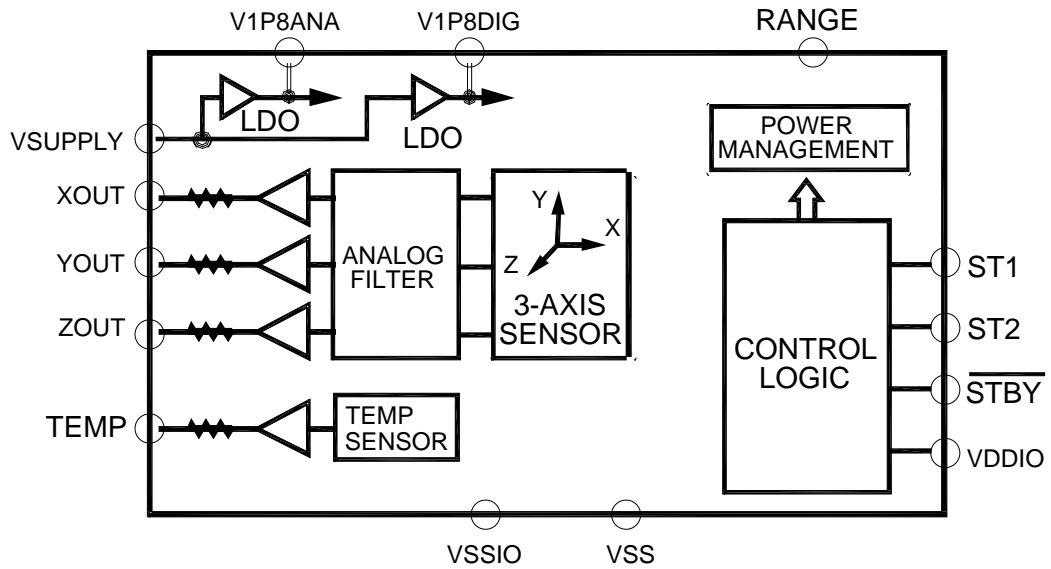 V1P8ANA
V1P8DIG
RANGE
LDO
LDO
POWER
MANAGEMENT
VSUPPLY
XOUT
YOUT
ZOUT
ANALOG
FILTER
Y
X
Z
3-AXIS
SENSOR
CONTROL
LOGIC
ST1
ST2
STBY
VDDIO
TEMP
TEMP
SENSOR
VSSIO
VSS